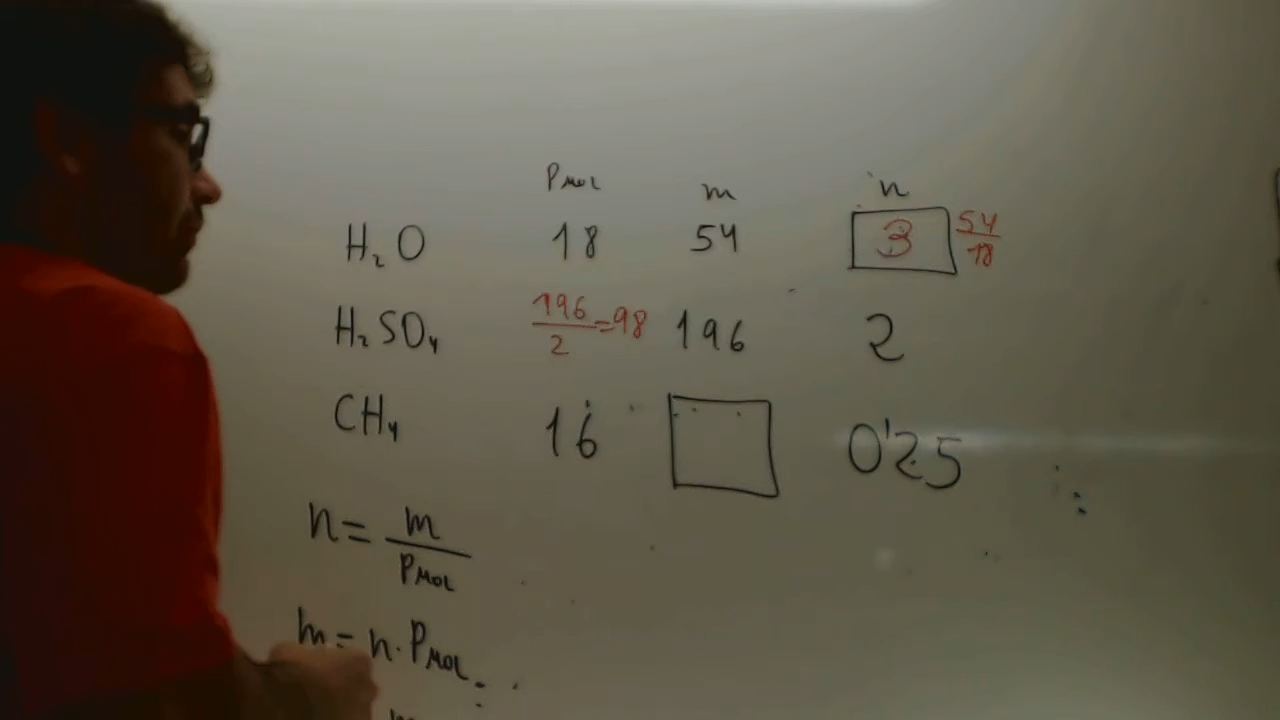 Pmol m n
H₂O 18 54 3 54/18
H₂SO₄ 196/2=98 196 2
CH₄ 16 0'25
n = m/PMOL
m = n·PMOL
m